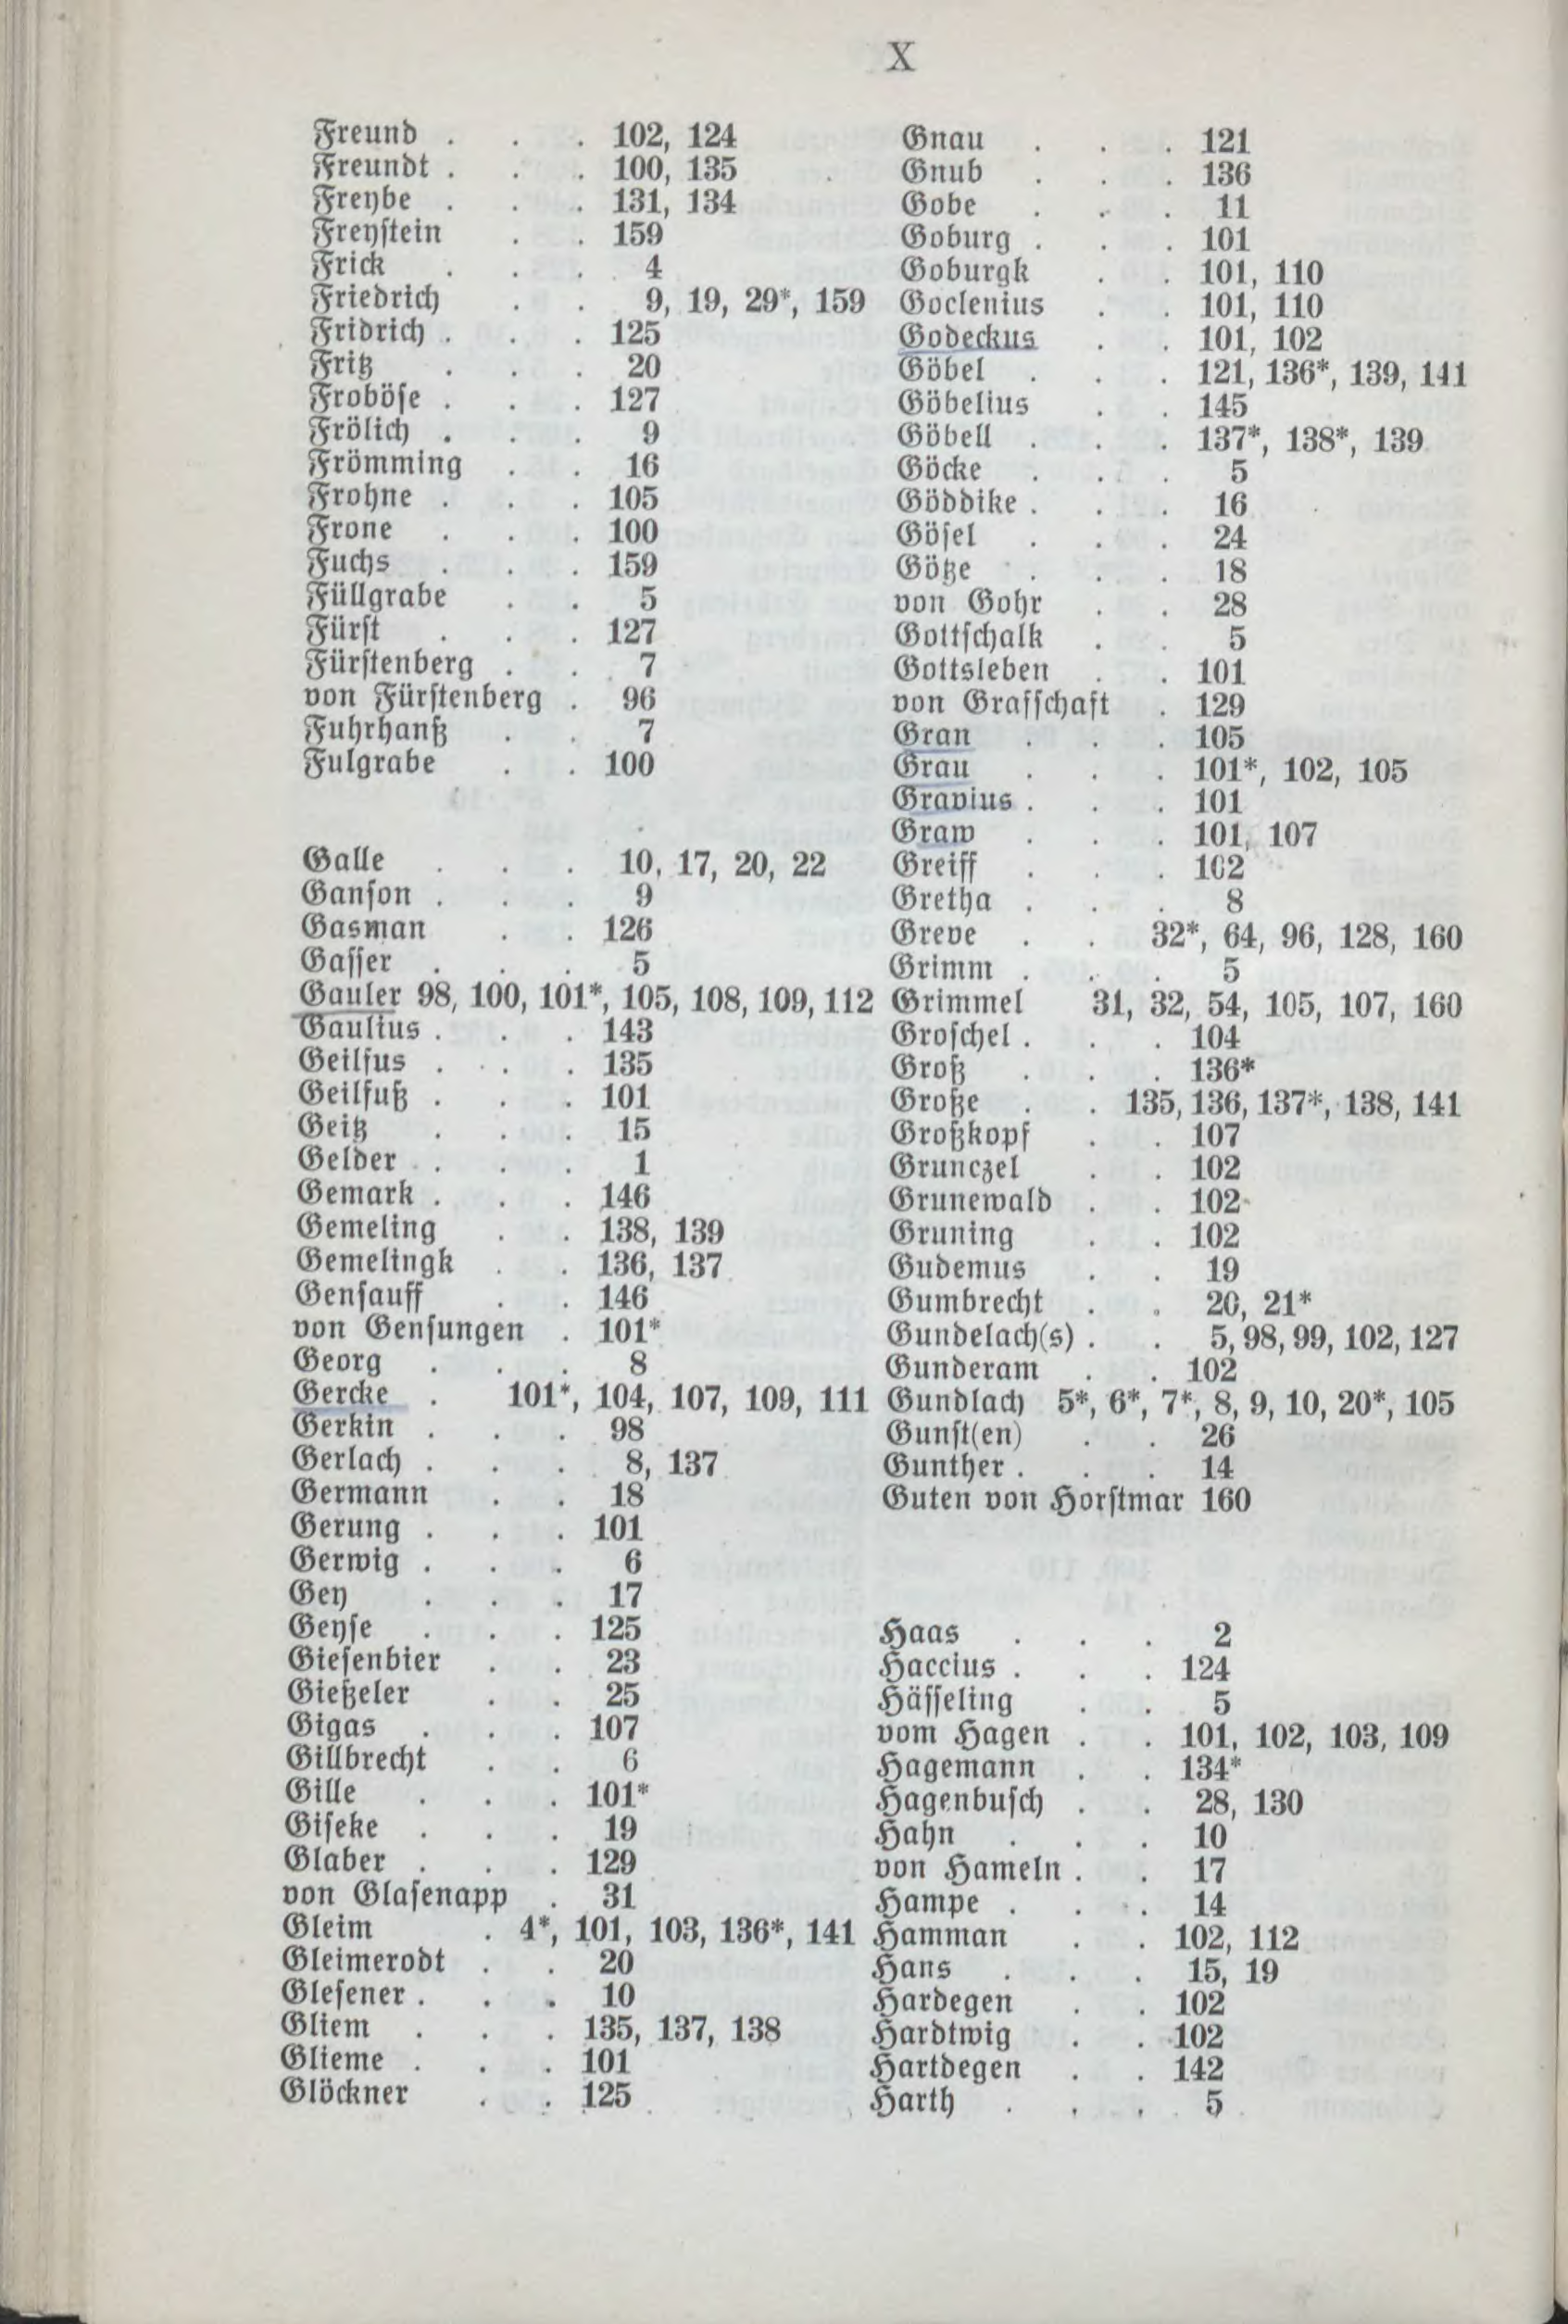 X
Freund . . . 102, 124
Freundt . . . 100, 135
Freybe . . . 131, 134
Freyſtein . . 159
Frick . . . 4
Friedrich . . 9, 19, 29*, 159
Fridrich . . . 125
Fritz . . . 20
Froböſe . . . 127
Frölich . . . 9
Frömming . . 16
Frohne . . . 105
Frone . . . 100
Fuchs . . . 159
Füllgrabe . . 5
Fürſt . . . 127
Fürſtenberg . . . 7
von Fürſtenberg . 96
Fuhrhanß . . 7
Fulgrabe . . 100
Galle . . . 10, 17, 20, 22
Ganſon . . . 9
Gasman . . 126
Gaſſer . . . 5
Gauler 98, 100, 101*, 105, 108, 109, 112
Gaulius . . . 143
Geilfus . . . 135
Geilfuß . . . 101
Geitz . . . 15
Gelder . . . 1
Gemark . . . 146
Gemeling . . 138, 139
Gemelingk . . 136, 137
Genſauff . . 146
von Genſungen . 101*
Georg . . . 8
Gercke . 101*, 104, 107, 109, 111
Gerkin . . . 98
Gerlach . . . 8, 137
Germann . . 18
Gerung . . . 101
Gerwig . . . 6
Gey . . . 17
Geyſe . . . 125
Gieſenbier . . 23
Gießeler . . 25
Gigas . . . 107
Gillbrecht . . 6
Gille . . . 101*
Giſeke . . . 19
Glaber . . . 129
von Glaſenapp . 31
Gleim . 4*, 101, 103, 136*, 141
Gleimerodt . . 20
Gleſener . . . 10
Gliem . . . 135, 137, 138
Glieme . . . 101
Glöckner . . 125
Gnau . . . 121
Gnub . . . 136
Gobe . . . 11
Goburg . . . 101
Goburgk . . 101, 110
Goclenius . . 101, 110
Godeckus . . 101, 102
Göbel . . . 121, 136*, 139, 141
Göbelius . . 145
Göbell . . . 137*, 138*, 139
Göcke . . . 5
Göddike . . . 16
Göſel . . . 24
Götze . . . 18
von Gohr . . 28
Gottſchalk . . 5
Gottsleben . . 101
von Graffſchaft . 129
Gran . . . 105
Grau . . . 101*, 102, 105
Gravius . . . 101
Graw . . . 101, 107
Greiff . . . 102
Gretha . . . 8
Greve . . 32*, 64, 96, 128, 160
Grimm . . . 5
Grimmel 31, 32, 54, 105, 107, 160
Groſchel . . . 104
Groß . . . 136*
Große . . 135, 136, 137*, 138, 141
Großkopf . . 107
Grunczel . . 102
Grunewald . . 102
Gruning . . 102
Gudemus . . 19
Gumbrecht . . 20, 21*
Gundelach(s) . . 5, 98, 99, 102, 127
Gunderam . . 102
Gundlach 5*, 6*, 7*, 8, 9, 10, 20*, 105
Gunſt(en) . . 26
Gunther . . . 14
Guten von Horſtmar 160
Haas . . . 2
Haccius . . . 124
Häſſeling . . 5
vom Hagen . . 101, 102, 103, 109
Hagemann . . 134*
Hagenbuſch . . 28, 130
Hahn . . . 10
von Hameln . . 17
Hampe . . . 14
Hamman . . 102, 112
Hans . . . 15, 19
Hardegen . . 102
Hardtwig . . 102
Hartdegen . . 142
Harth . . . 5